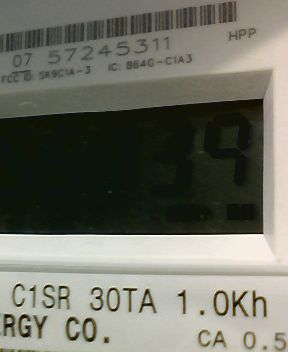 07 57245311
HPP
FCC ID: SK9C1A-3 IC: 864G-C1A3
39
C1SR 30TA 1.0Kh
ERGY CO.
CA 0.5